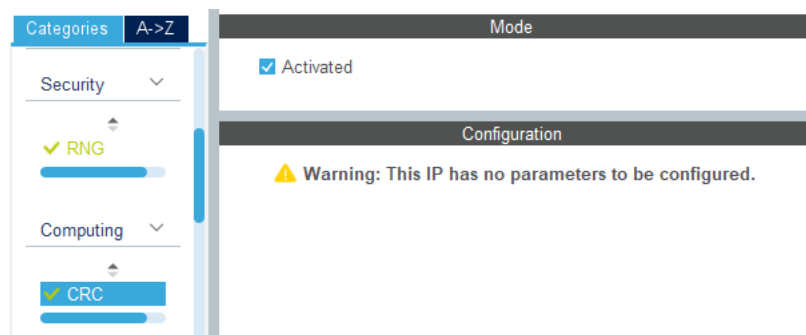 Categories A->Z
Security
RNG
Computing
CRC
Mode
Activated
Configuration
Warning: This IP has no parameters to be configured.